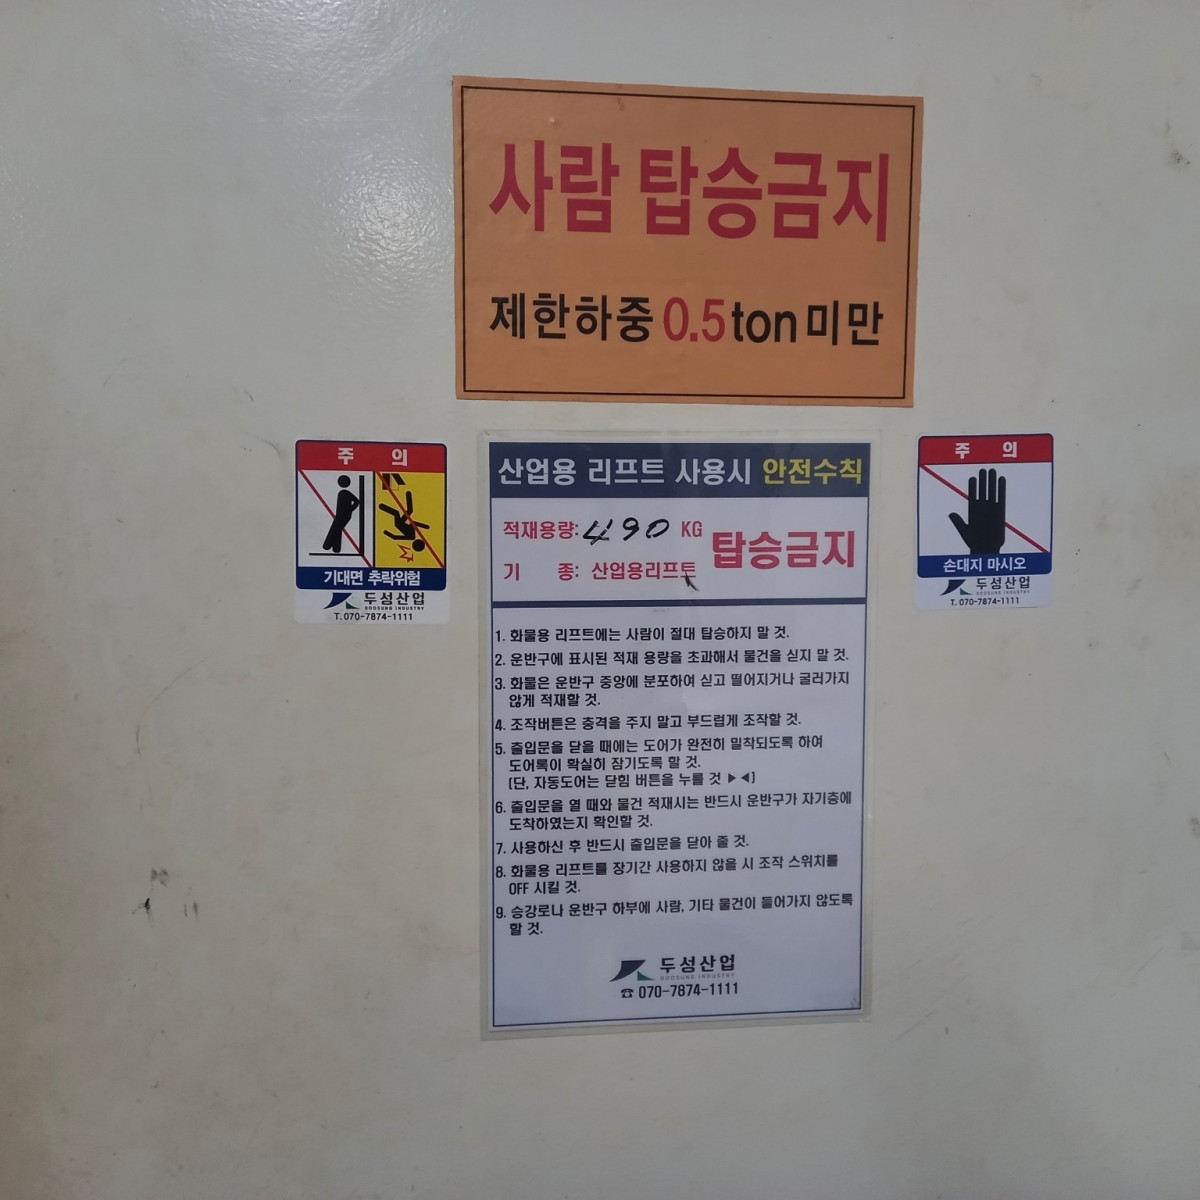 사람 탑승금지
제한하중 0.5ton미만
주 의
기대면 추락위험
두성산업
DOOSUNG INDUSTRY
T. 070-7874-1111
산업용 리프트 사용시 안전수칙
적재용량: 490 KG
탑승금지
기 종: 산업용리프트
1. 화물용 리프트에는 사람이 절대 탑승하지 말 것.
2. 운반구에 표시된 적재 용량을 초과해서 물건을 싣지 말 것.
3. 화물은 운반구 중앙에 분포하여 싣고 떨어지거나 굴러가지
않게 적재할 것.
4. 조작버튼은 충격을 주지 말고 부드럽게 조작할 것.
5. 출입문을 닫을 때에는 도어가 완전히 밀착되도록 하여
도어록이 확실히 잠기도록 할 것.
(단, 자동도어는 닫힘 버튼을 누를 것 ▶◀)
6. 출입문을 열 때와 물건 적재시는 반드시 운반구가 자기층에
도착하였는지 확인할 것.
7. 사용하신 후 반드시 출입문을 닫아 줄 것.
8. 화물용 리프트를 장기간 사용하지 않을 시 조작 스위치를
OFF 시킬 것.
9. 승강로나 운반구 하부에 사람, 기타 물건이 들어가지 않도록
할 것.
두성산업
DOOSUNG INDUSTRY
☎ 070-7874-1111
주 의
손대지 마시오
두성산업
DOOSUNG INDUSTRY
T. 070-7874-1111